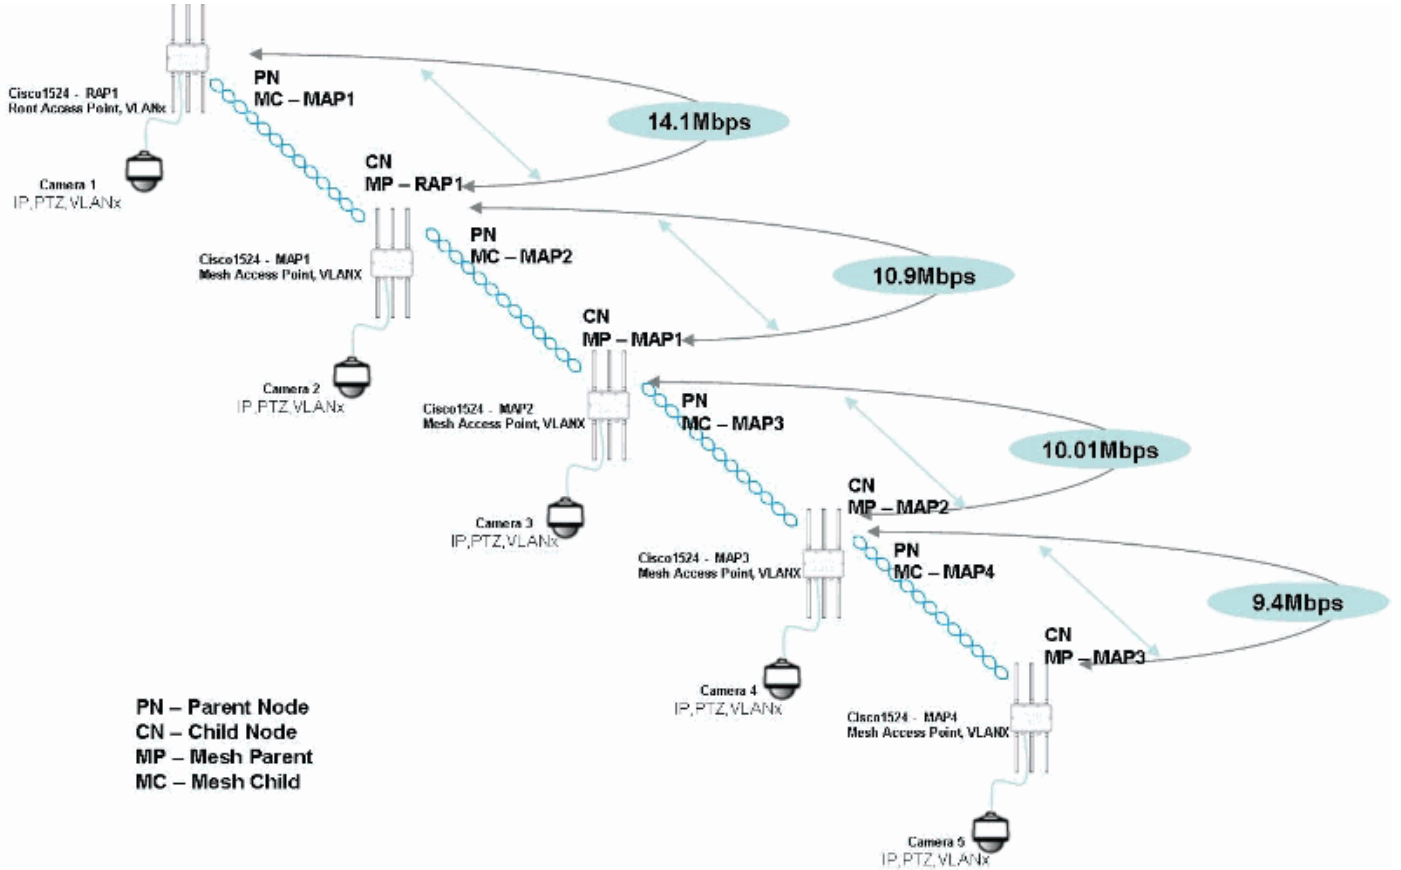 PN
MC – MAP1
Cisco1524 - RAP1
Root Access Point, VLANx
14.1Mbps
Camera 1
IP,PTZ,VLANx
CN
MP – RAP1
PN
MC – MAP2
Cisco1524 - MAP1
Mesh Access Point, VLANX
10.9Mbps
Camera 2
IP,PTZ,VLANx
CN
MP – MAP1
PN
MC – MAP3
Cisco1524 - MAP2
Mesh Access Point, VLANX
10.01Mbps
Camera 3
IP,PTZ,VLANx
CN
MP – MAP2
PN
MC – MAP4
Cisco1524 - MAP3
Mesh Access Point, VLANX
9.4Mbps
Camera 4
IP,PTZ,VLANx
CN
MP – MAP3
Cisco1524 - MAP4
Mesh Access Point, VLANX
Camera 5
IP,PTZ,VLANx
PN – Parent Node
CN – Child Node
MP – Mesh Parent
MC – Mesh Child